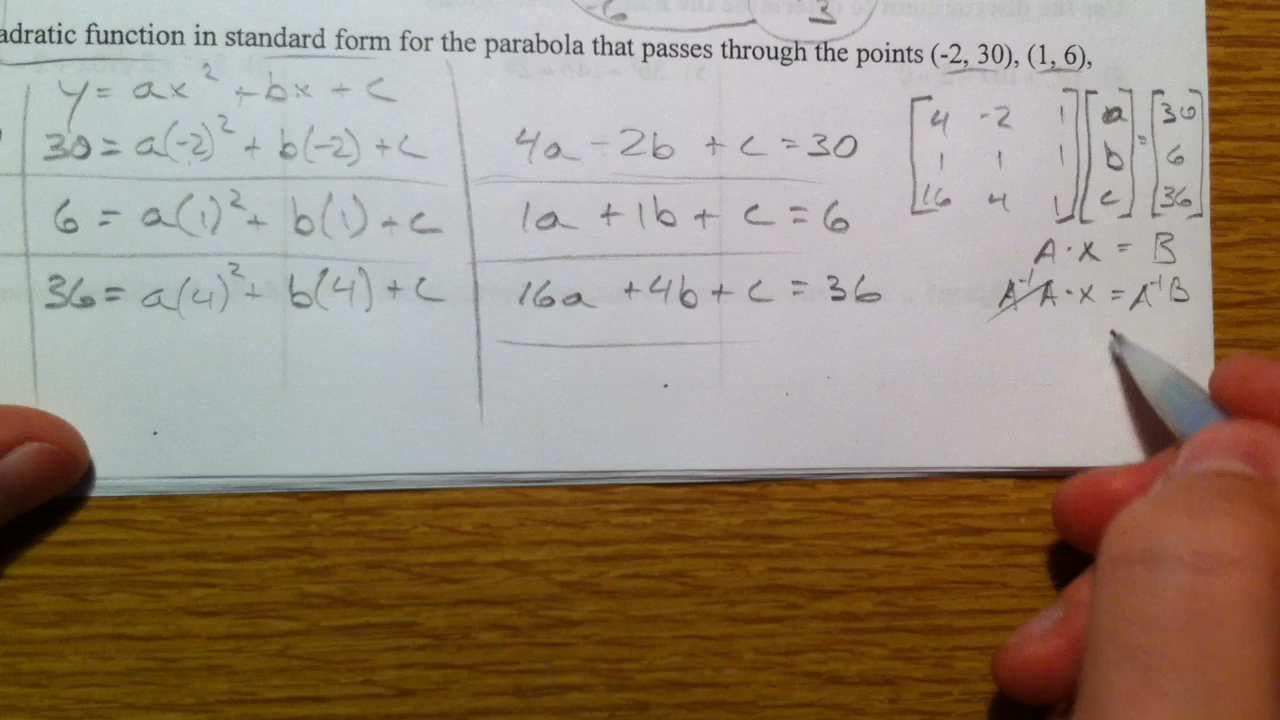 adratic function in standard form for the parabola that passes through the points (-2, 30), (1, 6),
y = ax² + bx + c
30 = a(-2)² + b(-2) + c
6 = a(1)² + b(1) + c
36 = a(4)² + b(4) + c
4a - 2b + c = 30
1a + 1b + c = 6
16a + 4b + c = 36
[4 -2 1] [a] = [30]
[1 1 1] [b] [6]
[16 4 1] [c] [36]
A·X = B
A⁻¹A·X = A⁻¹B